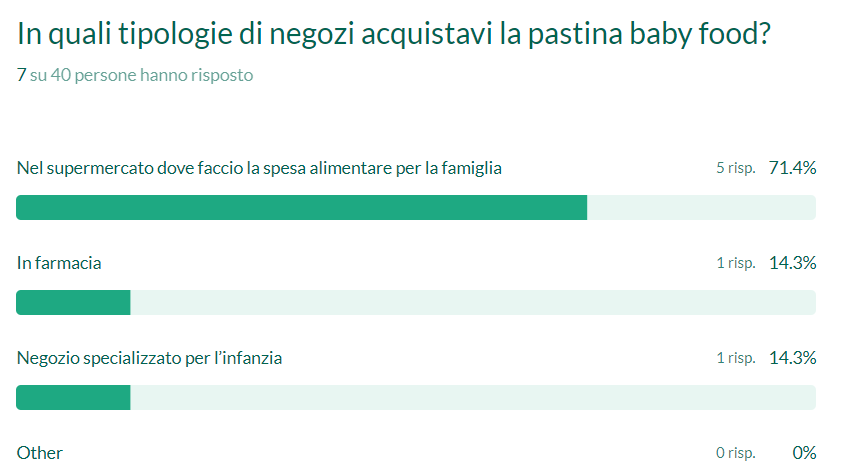 In quali tipologie di negozi acquistavi la pastina baby food?
7 su 40 persone hanno risposto
Nel supermercato dove faccio la spesa alimentare per la famiglia 5 risp. 71.4%
In farmacia 1 risp. 14.3%
Negozio specializzato per l’infanzia 1 risp. 14.3%
Other 0 risp. 0%